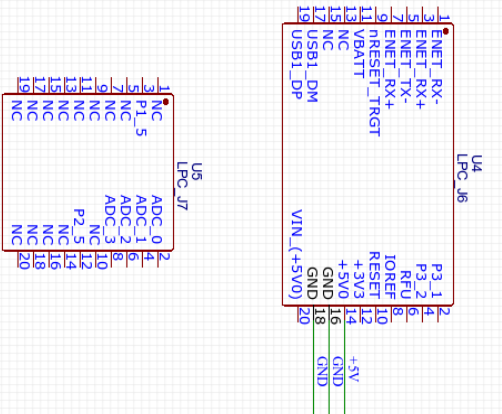 U5
LPC_J7
1
3
5
7
9
11
13
15
17
19
NC
P1_5
NC
NC
NC
NC
NC
NC
NC
NC
ADC_0
ADC_1
ADC_2
ADC_3
NC
P2_5
NC
NC
NC
NC
2
4
6
8
10
12
14
16
18
20
U4
LPC_J6
1
3
5
7
9
11
13
15
17
19
ENET_RX-
ENET_RX+
ENET_TX-
ENET_RX+
nRESET_TRGT
VBATT
NC
NC
USB1_DM
USB1_DP
P3_1
P3_2
RFU
IOREF
RESET
+3V3
+5V0
GND
GND
VIN_(+5V0)
2
4
6
8
10
12
14
16
18
20
+5V
GND
GND